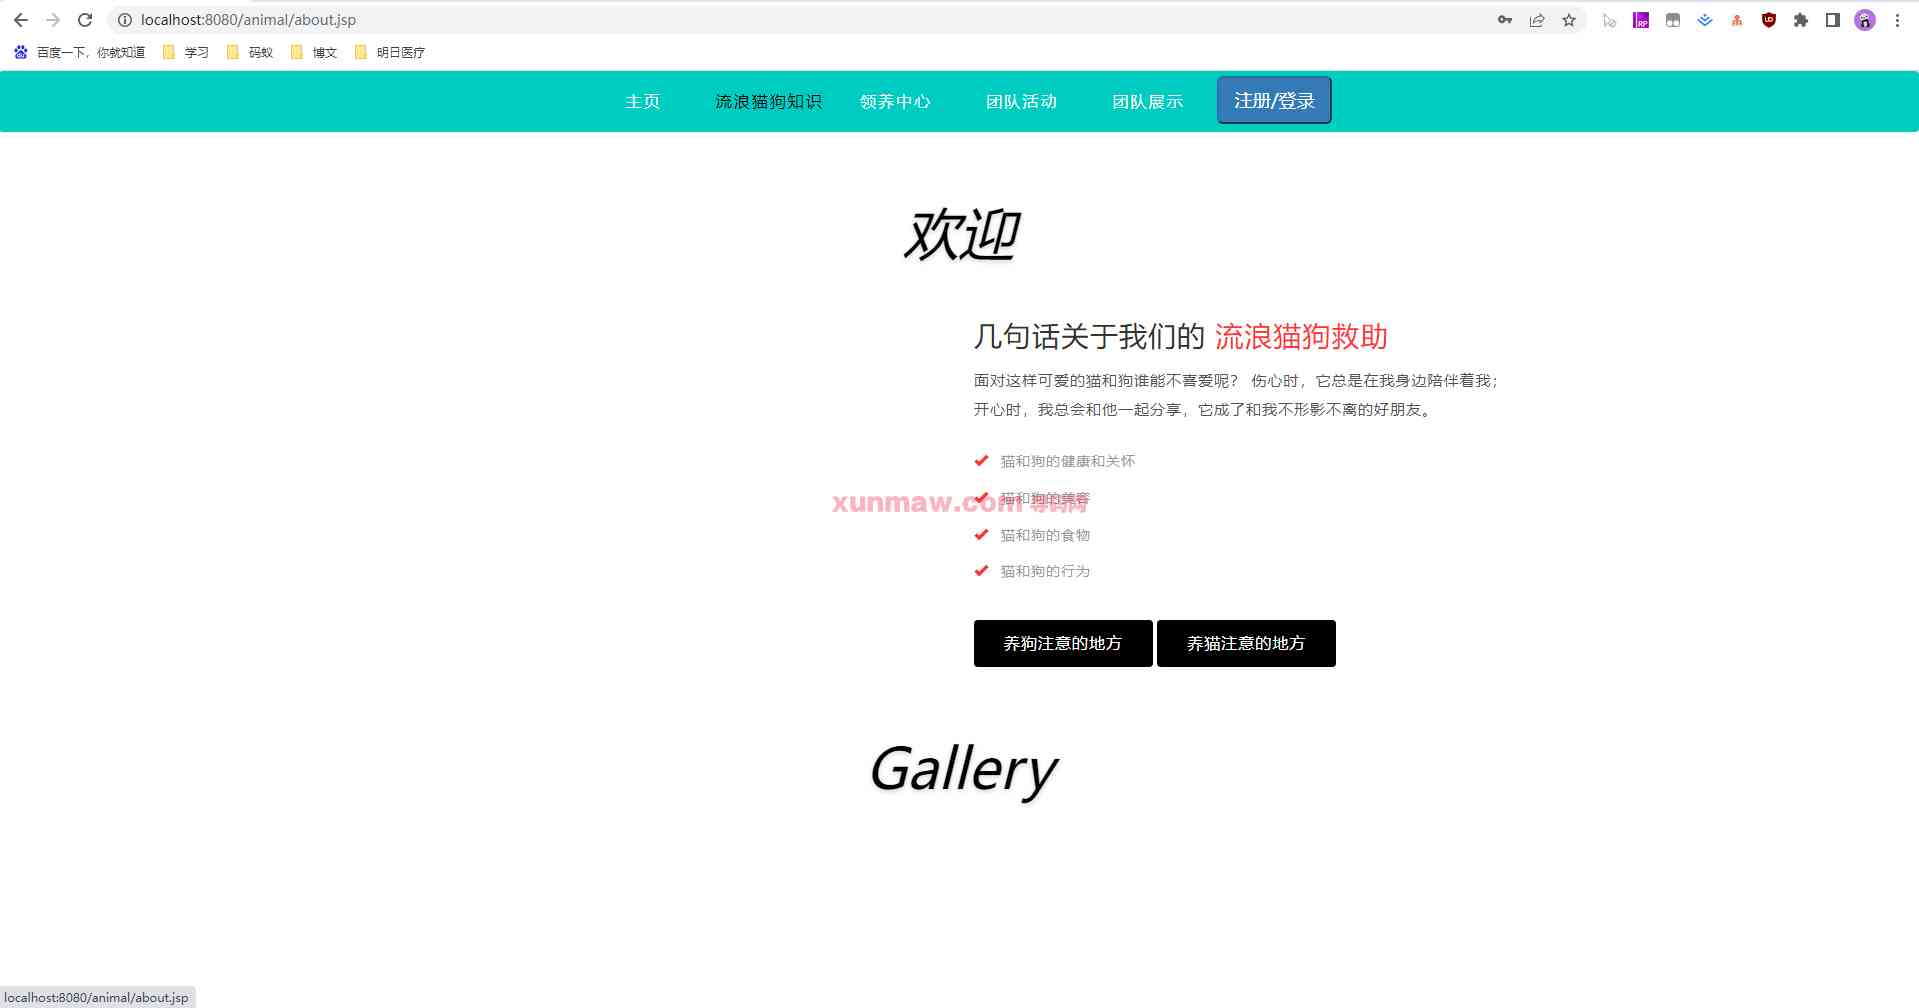 localhost:8080/animal/about.jsp
百度一下，你就知道 学习 码蚁 博文 明日医疗
主页 流浪猫狗知识 领养中心 团队活动 团队展示 注册/登录
欢迎
几句话关于我们的 流浪猫狗救助
面对这样可爱的猫和狗谁能不喜爱呢？ 伤心时，它总是在我身边陪伴着我；
开心时，我总会和他一起分享，它成了和我不形影不离的好朋友。
猫和狗的健康和关怀
猫和狗的美容
xunmaw.com 寻码网
猫和狗的食物
猫和狗的行为
养狗注意的地方 养猫注意的地方
Gallery
localhost:8080/animal/about.jsp